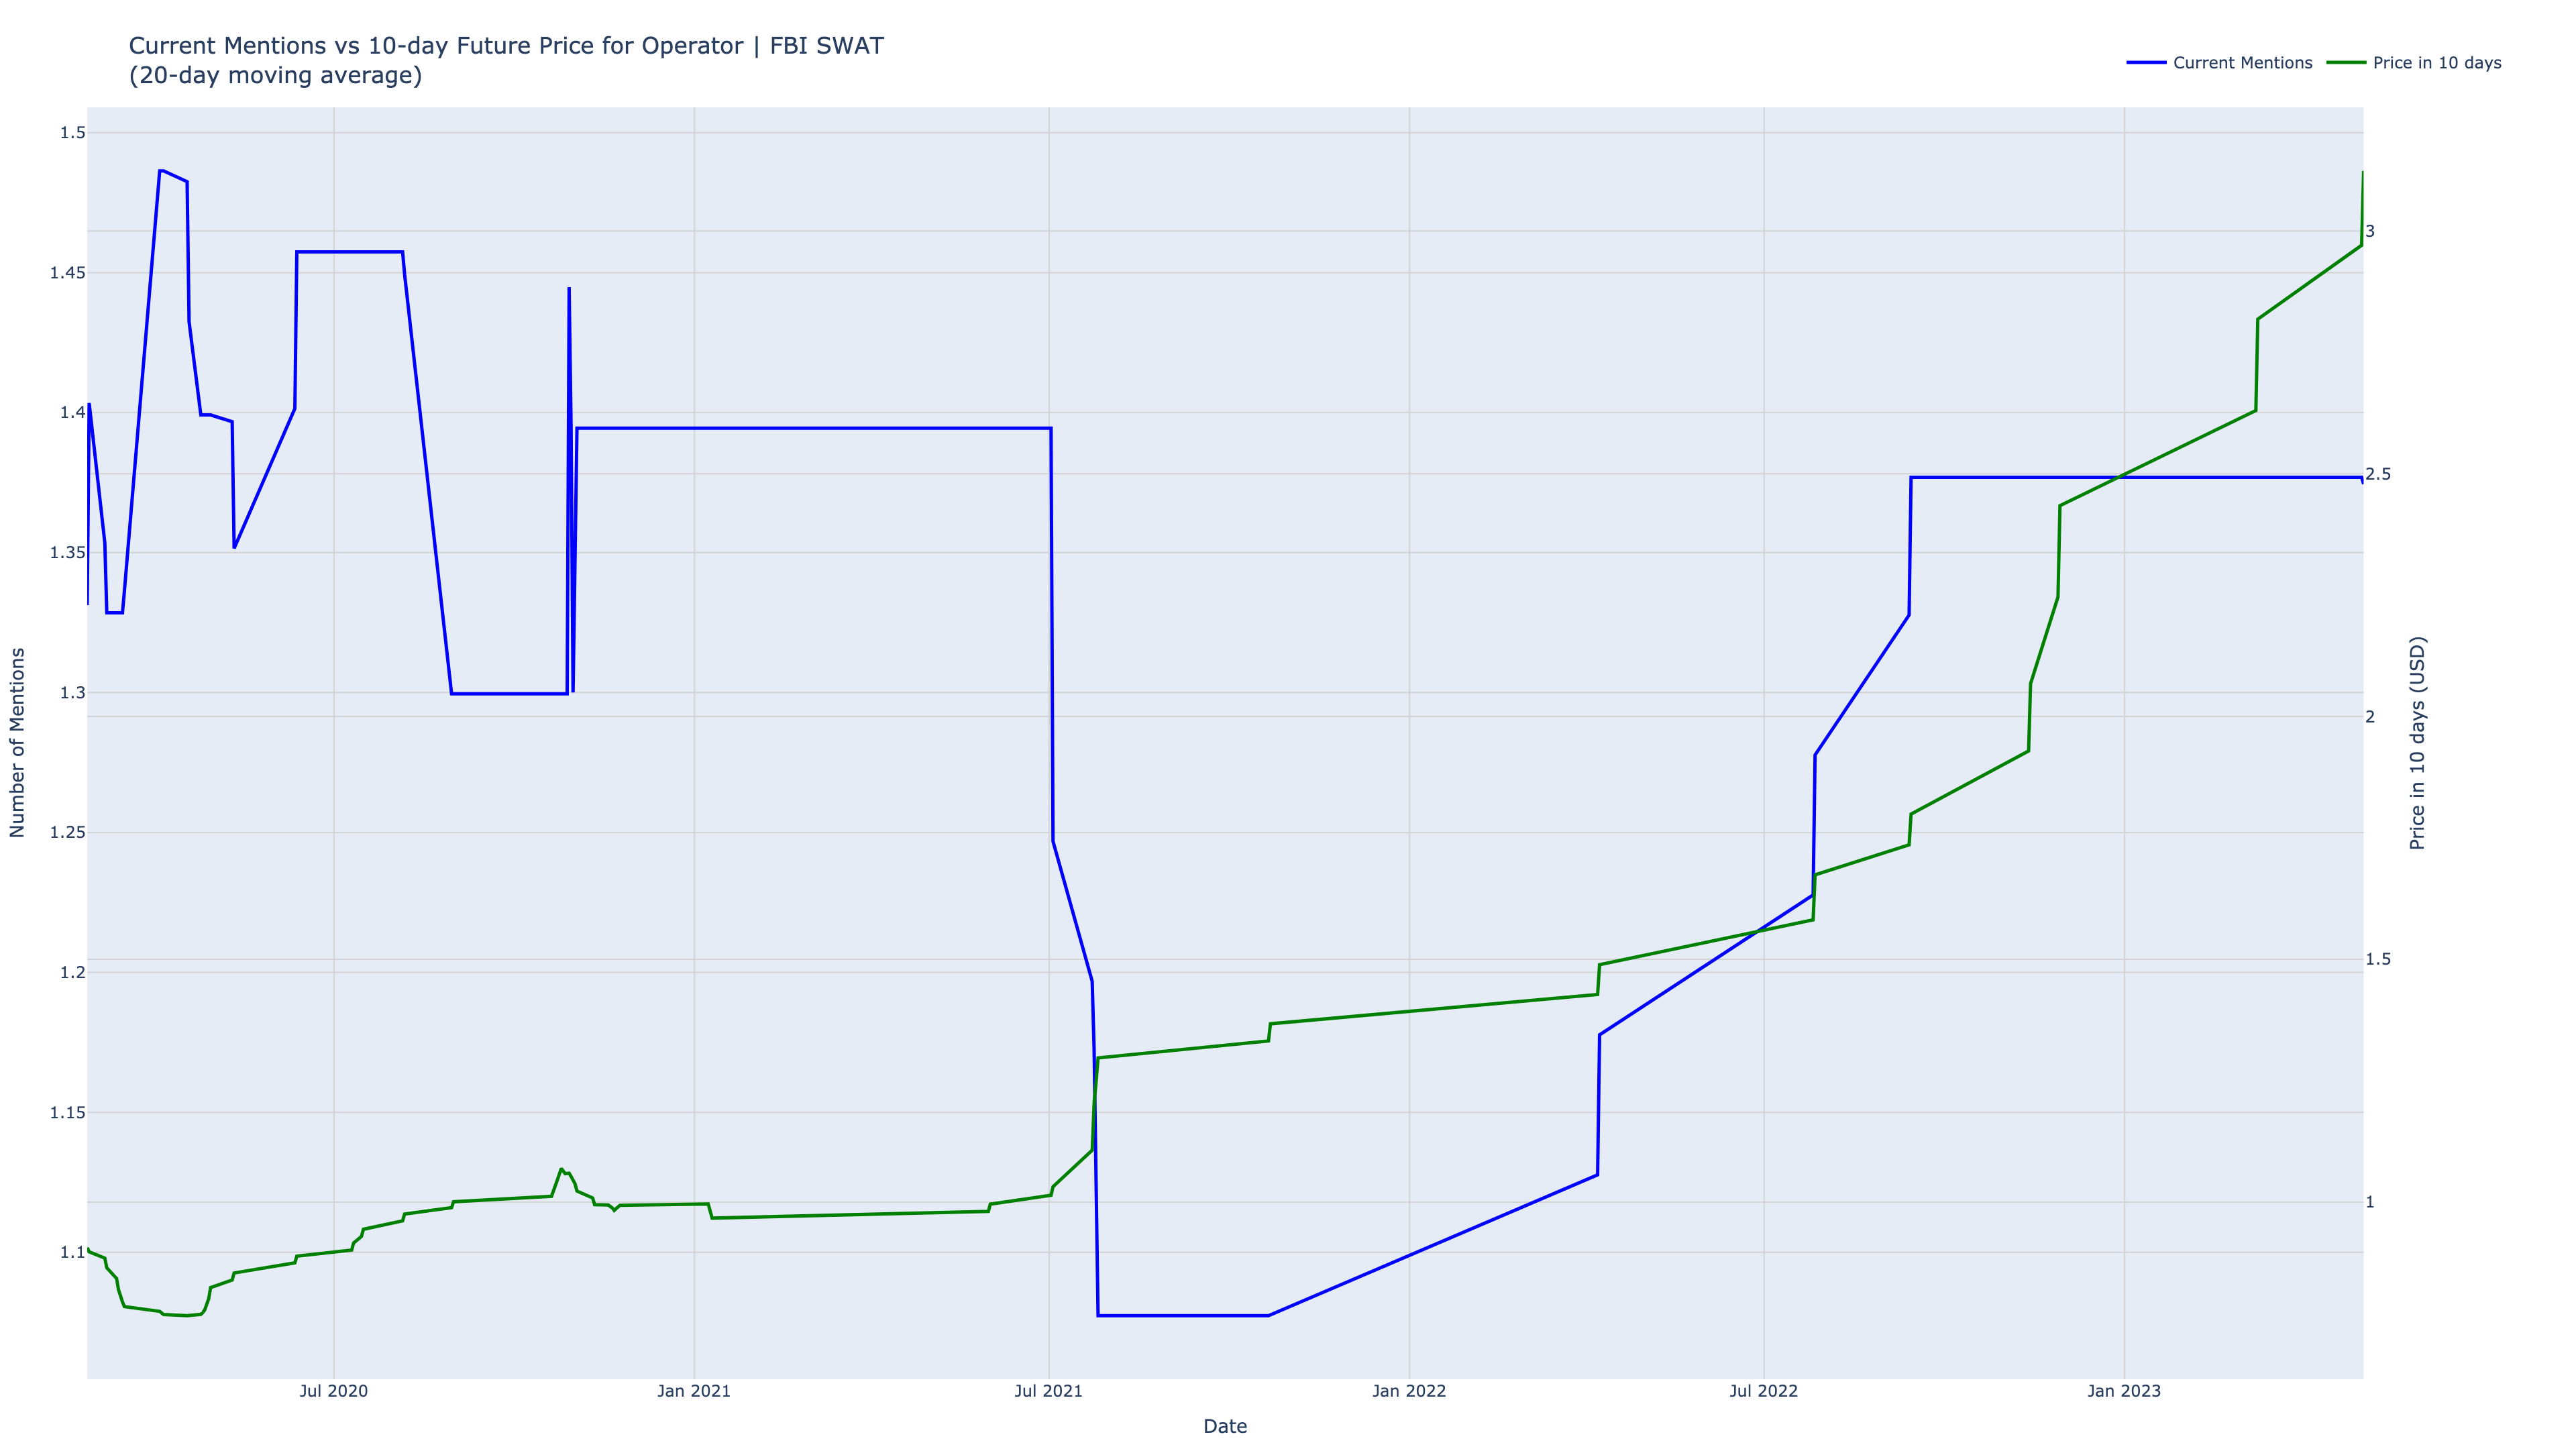 Current Mentions vs 10-day Future Price for Operator | FBI SWAT
(20-day moving average)
Current Mentions
Price in 10 days
1.5
1.45
1.4
1.35
1.3
1.25
1.2
1.15
1.1
Number of Mentions
3
2.5
2
1.5
1
Price in 10 days (USD)
Jul 2020
Jan 2021
Jul 2021
Jan 2022
Jul 2022
Jan 2023
Date